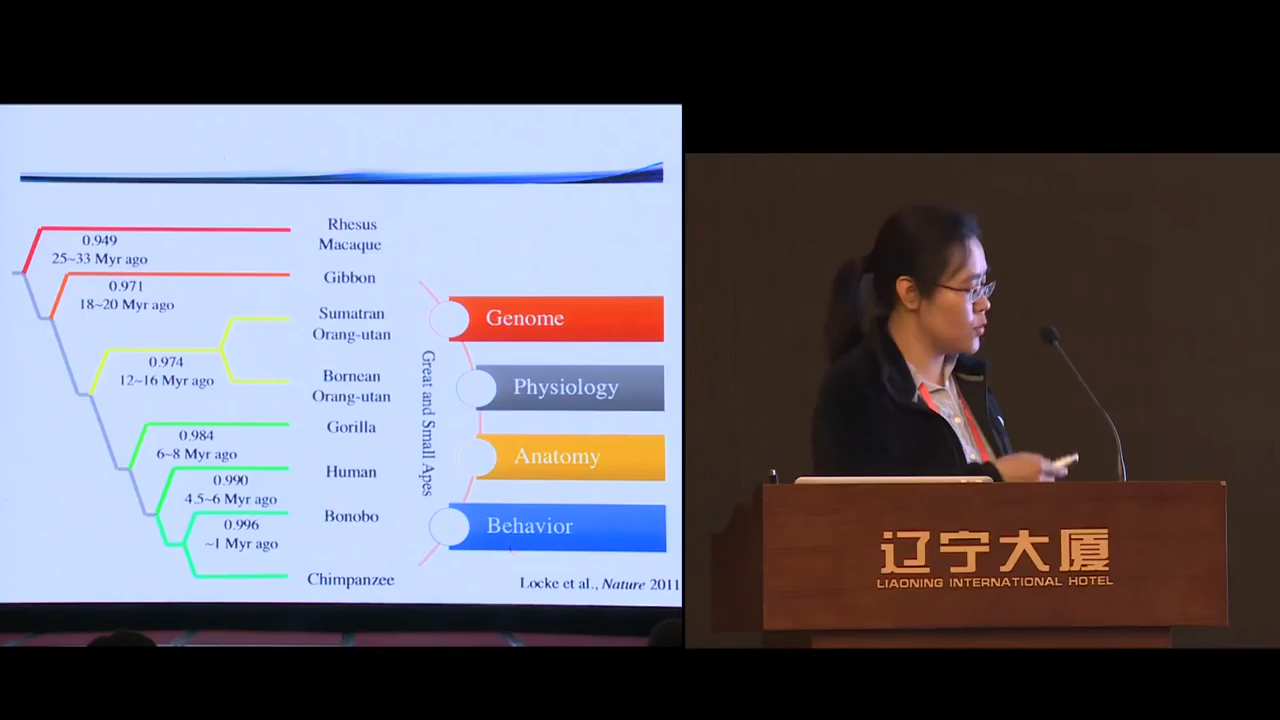 Rhesus
Macaque
0.949
25~33 Myr ago
Gibbon
0.971
18~20 Myr ago
Sumatran
Orang-utan
0.974
12~16 Myr ago
Bornean
Orang-utan
Gorilla
0.984
6~8 Myr ago
Human
0.990
4.5~6 Myr ago
Bonobo
0.996
~1 Myr ago
Chimpanzee
Great and Small Apes
Genome
Physiology
Anatomy
Behavior
Locke et al., Nature 2011
辽宁大厦
LIAONING INTERNATIONAL HOTEL